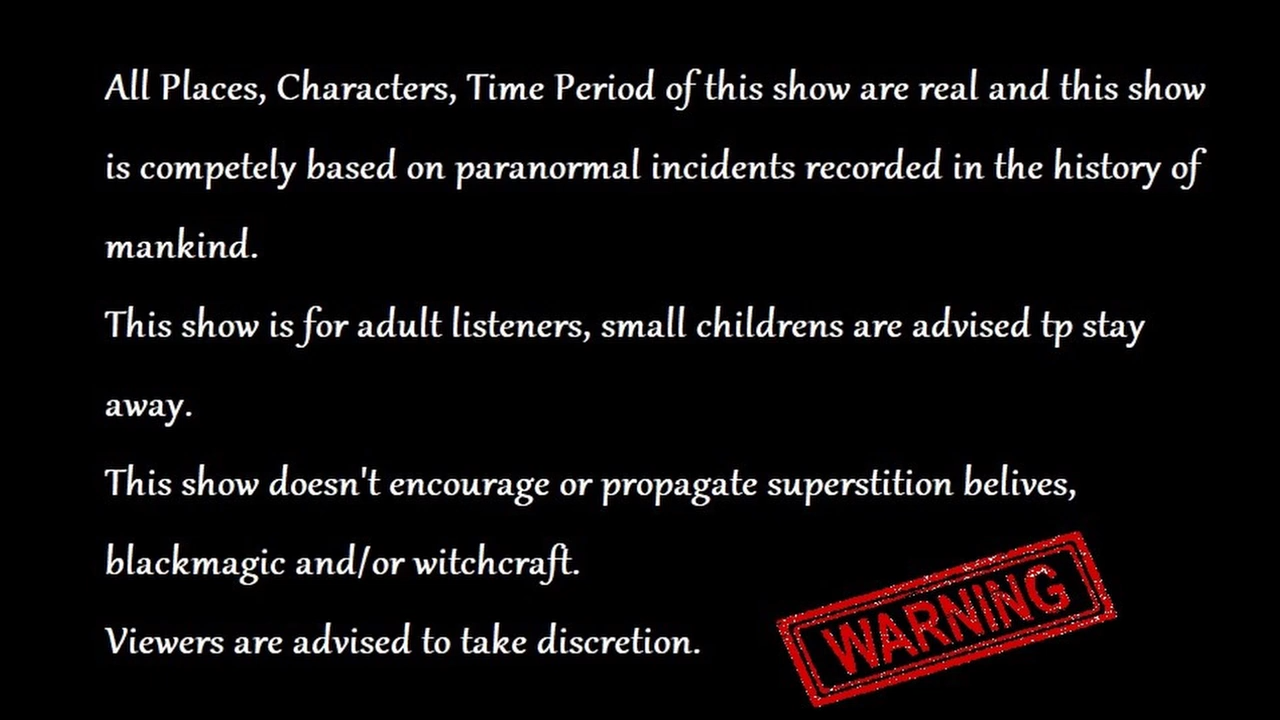 All Places, Characters, Time Period of this show are real and this show
is competely based on paranormal incidents recorded in the history of
mankind.
This show is for adult listeners, small childrens are advised tp stay
away.
This show doesn't encourage or propagate superstition belives,
blackmagic and/or witchcraft.
Viewers are advised to take discretion.
WARNING